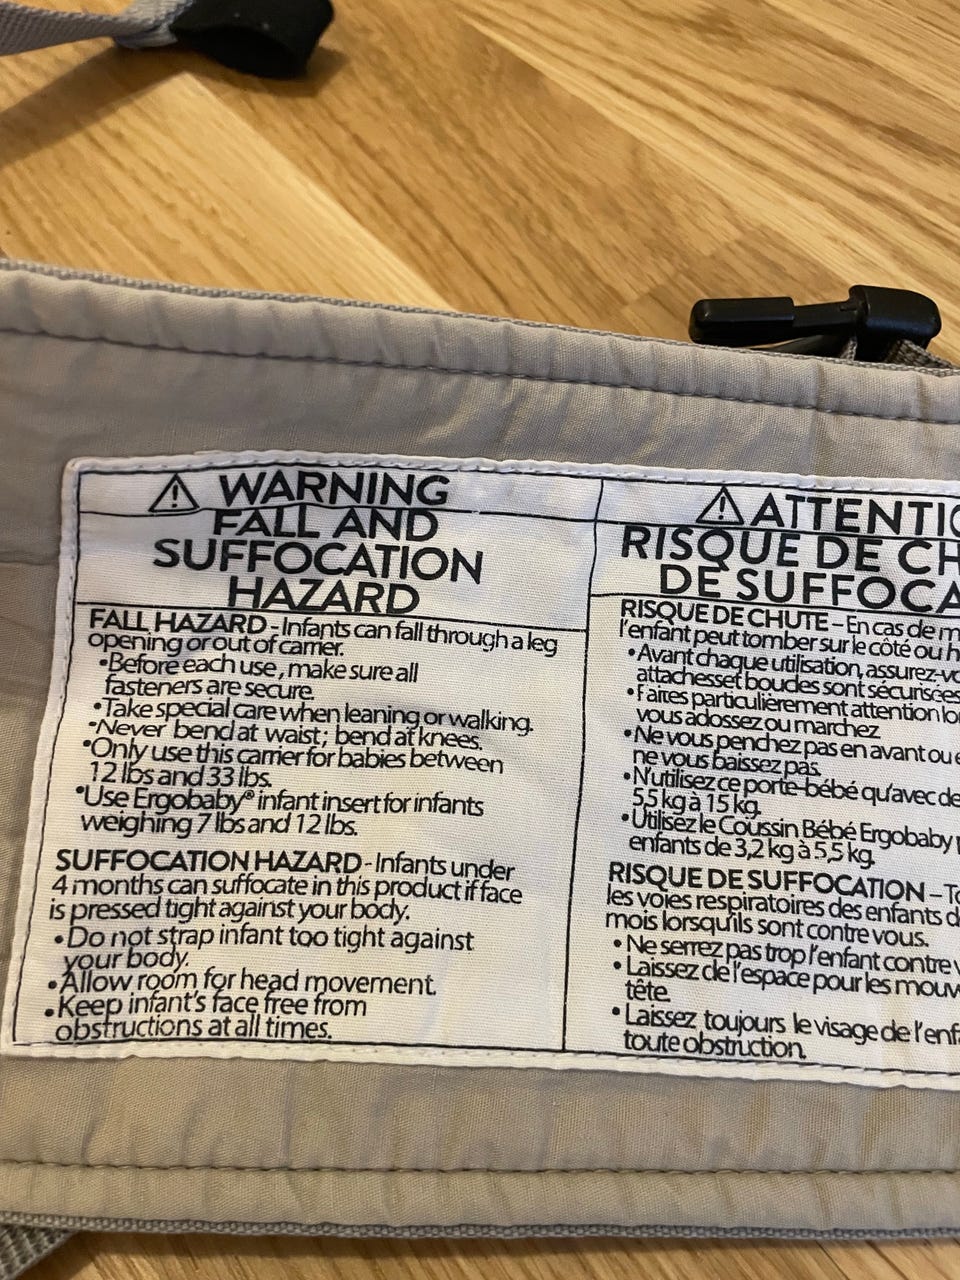 WARNING
FALL AND
SUFFOCATION
HAZARD
FALL HAZARD - Infants can fall through a leg
opening or out of carrier.
•Before each use, make sure all
fasteners are secure.
•Take special care when leaning or walking.
•Never bend at waist; bend at knees.
•Only use this carrier for babies between
12 lbs and 33 lbs.
•Use Ergobaby® infant insert for infants
weighing 7 lbs and 12 lbs.
SUFFOCATION HAZARD - Infants under
4 months can suffocate in this product if face
is pressed tight against your body.
•Do not strap infant too tight against
your body.
•Allow room for head movement.
•Keep infant's face free from
obstructions at all times.
ATTENTIO
RISQUE DE CH
DE SUFFOCA
RISQUE DE CHUTE – En cas de m
l'enfant peut tomber sur le côté ou h
•Avant chaque utilisation, assurez-vo
attachesset boucles sont sécurisées
•Faites particulièrement attention lo
vous adossez ou marchez
•Ne vous penchez pas en avant ou e
ne vous baissez pas.
•N'utilisez ce porte-bébé qu'avec de
5,5 kg à 15 kg.
•Utilisez le Coussin Bébé Ergobaby p
enfants de 3,2 kg à 5,5 kg.
RISQUE DE SUFFOCATION – To
les voies respiratoires des enfants d
mois lorsqu'ils sont contre vous.
•Ne serrez pas trop l'enfant contre v
•Laissez de l'espace pour les mouv
tête.
•Laissez toujours le visage de l'enfa
toute obstruction.